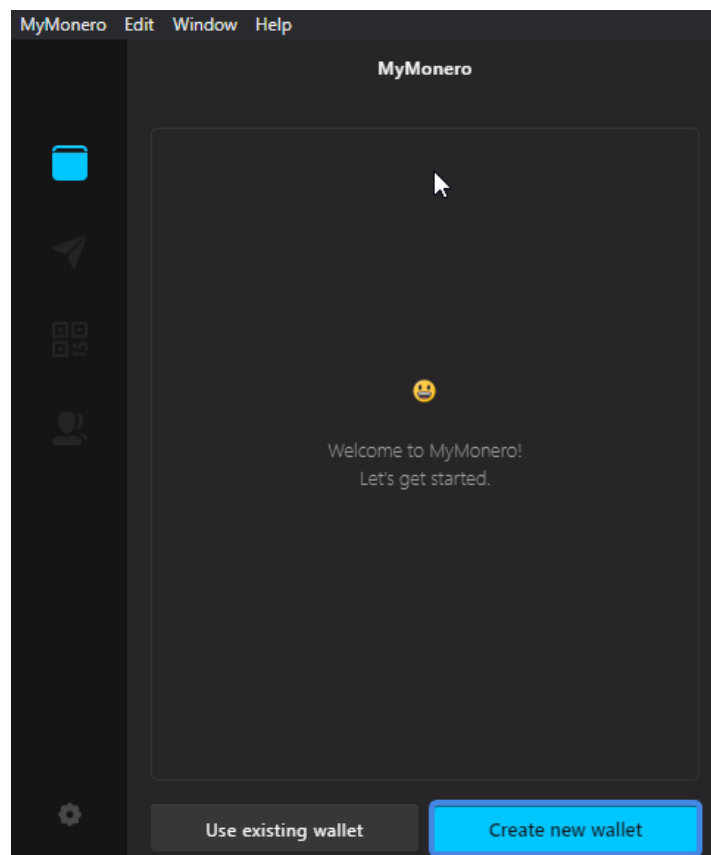 MyMonero Edit Window Help
MyMonero
Welcome to MyMonero!
Let's get started.
Use existing wallet
Create new wallet